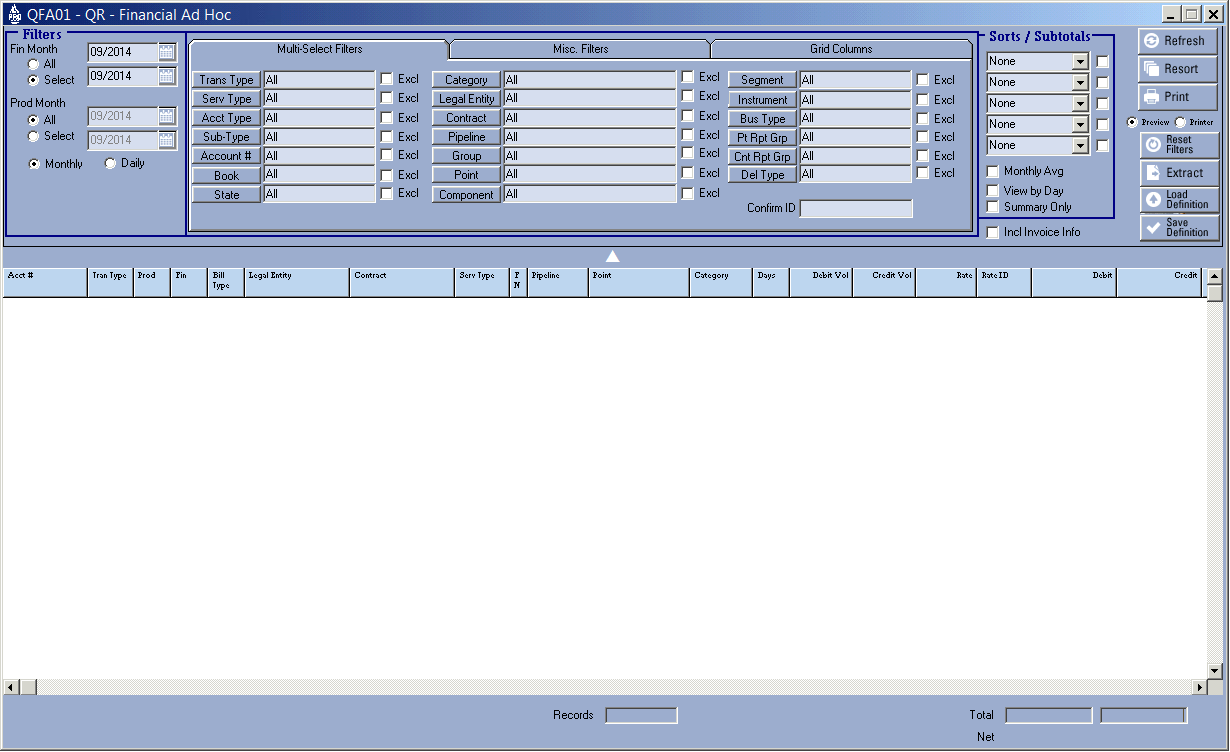 QFA01 - QR - Financial Ad Hoc
Filters
Fin Month
All
Select
09/2014
09/2014
Prod Month
All
Select
09/2014
09/2014
Monthly Daily
Multi-Select Filters Misc. Filters Grid Columns
Trans Type All Excl Category All Excl Segment All Excl
Serv Type All Excl Legal Entity All Excl Instrument All Excl
Acct Type All Excl Contract All Excl Bus Type All Excl
Sub-Type All Excl Pipeline All Excl Pt Rpt Grp All Excl
Account # All Excl Group All Excl Cnt Rpt Grp All Excl
Book All Excl Point All Excl Del Type All Excl
State All Excl Component All Excl
Confirm ID
Sorts / Subtotals
None
None
None
None
None
Monthly Avg
View by Day
Summary Only
Incl Invoice Info
Refresh
Resort
Print
Preview Printer
Reset
Filters
Extract
Load
Definition
Save
Definition
Acct # Tran Type Prod Fin Bill Type Legal Entity Contract Serv Type P N Pipeline Point Category Days Debit Vol Credit Vol Rate Rate ID Debit Credit
Records Total
Net